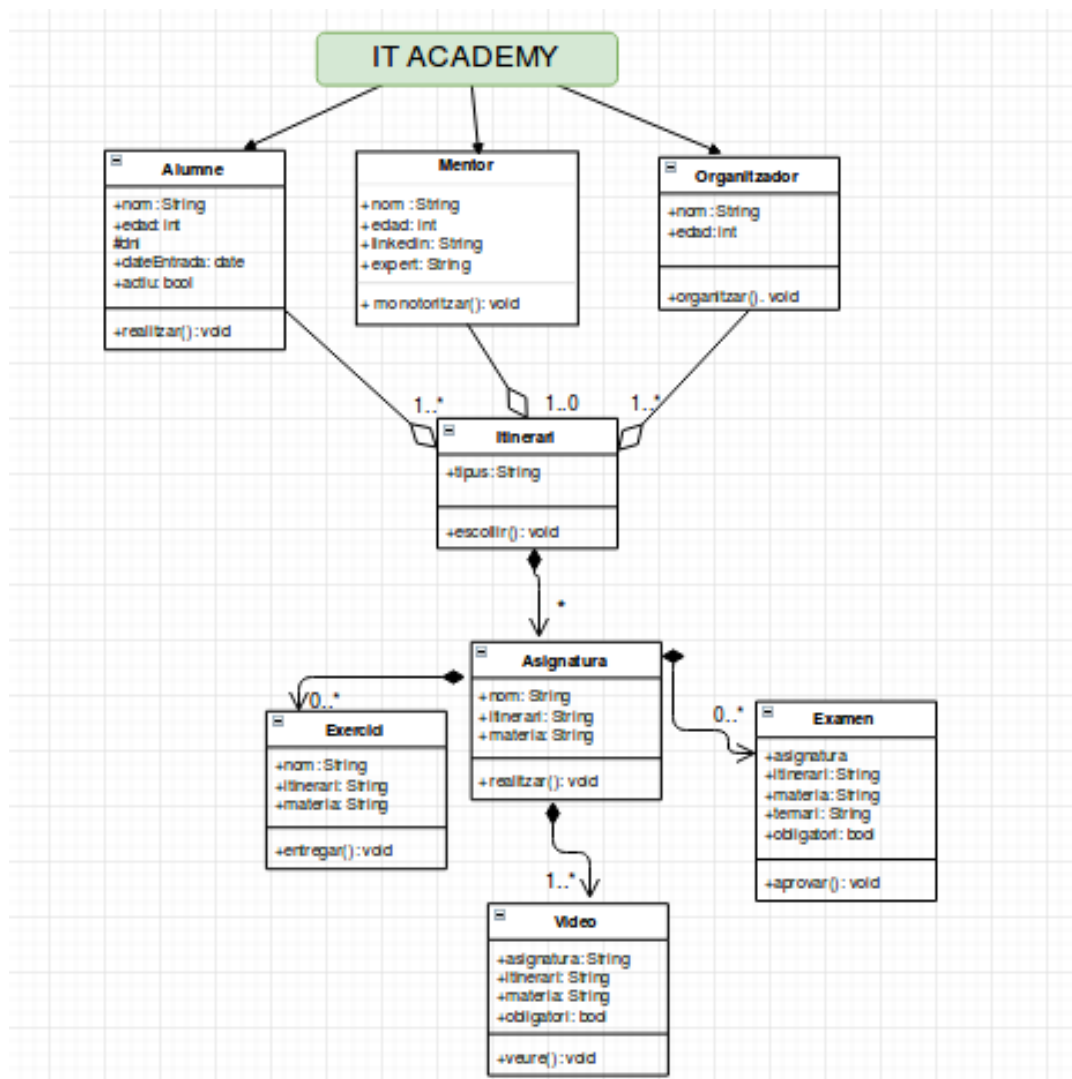 IT ACADEMY
Alumne
+nom : String
+edad: int
#dni
+dateEntrada: date
+actiu: bool
+realitzar() : void
Mentor
+ nom : String
+ edad: int
+ linkedin: String
+ expert: String
+ monotoritzar(): void
Organitzador
+nom : String
+edad:int
+organitzar() . void
1..*
1..0
1..*
Itinerari
+tipus: String
+escollir() : void
*
Asignatura
+nom: String
+itinerari: String
+materia: String
+realitzar(): void
0..*
Exercici
+nom : String
+itinerari: String
+materia: String
+entregar() : void
0..*
Examen
+asignatura
+itinerari: String
+materia: String
+temari: String
+obligatori: bool
+aprovar() : void
1..*
Video
+asignatura: String
+itinerari: String
+materia: String
+obligatori: bool
+veure() : void